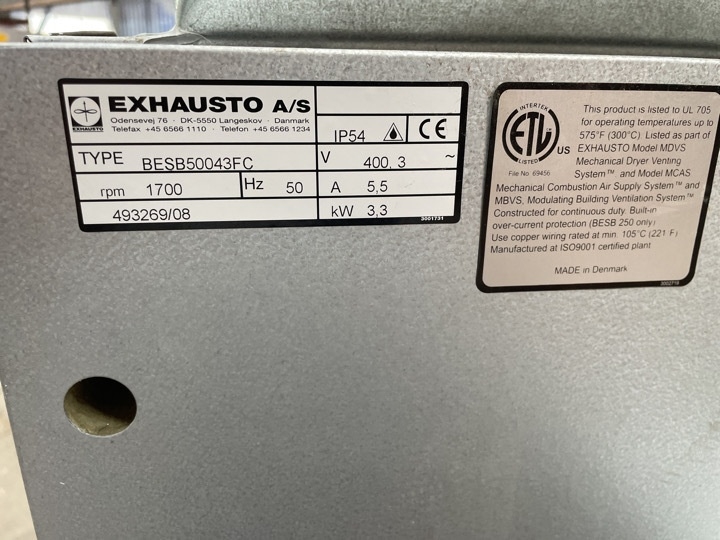 EXHAUSTO
EXHAUSTO A/S
Odensevej 76 · DK-5550 Langeskov · Danmark
Telefax +45 6566 1110 · Telefon +45 6566 1234
IP54 CE
TYPE BESB50043FC
V 400. 3 ~
rpm 1700 Hz 50
A 5,5
493269/08
kW 3,3
3001731
INTERTEK
ETL
LISTED
US
File No 69456
This product is listed to UL 705
for operating temperatures up to
575°F (300°C). Listed as part of
EXHAUSTO Model MDVS
Mechanical Dryer Venting
System™ and Model MCAS
Mechanical Combustion Air Supply System™ and
MBVS, Modulating Building Ventilation System™
Constructed for continuous duty. Built-in
over-current protection (BESB 250 only)
Use copper wiring rated at min. 105°C (221 F)
Manufactured at ISO9001 certified plant
MADE in Denmark